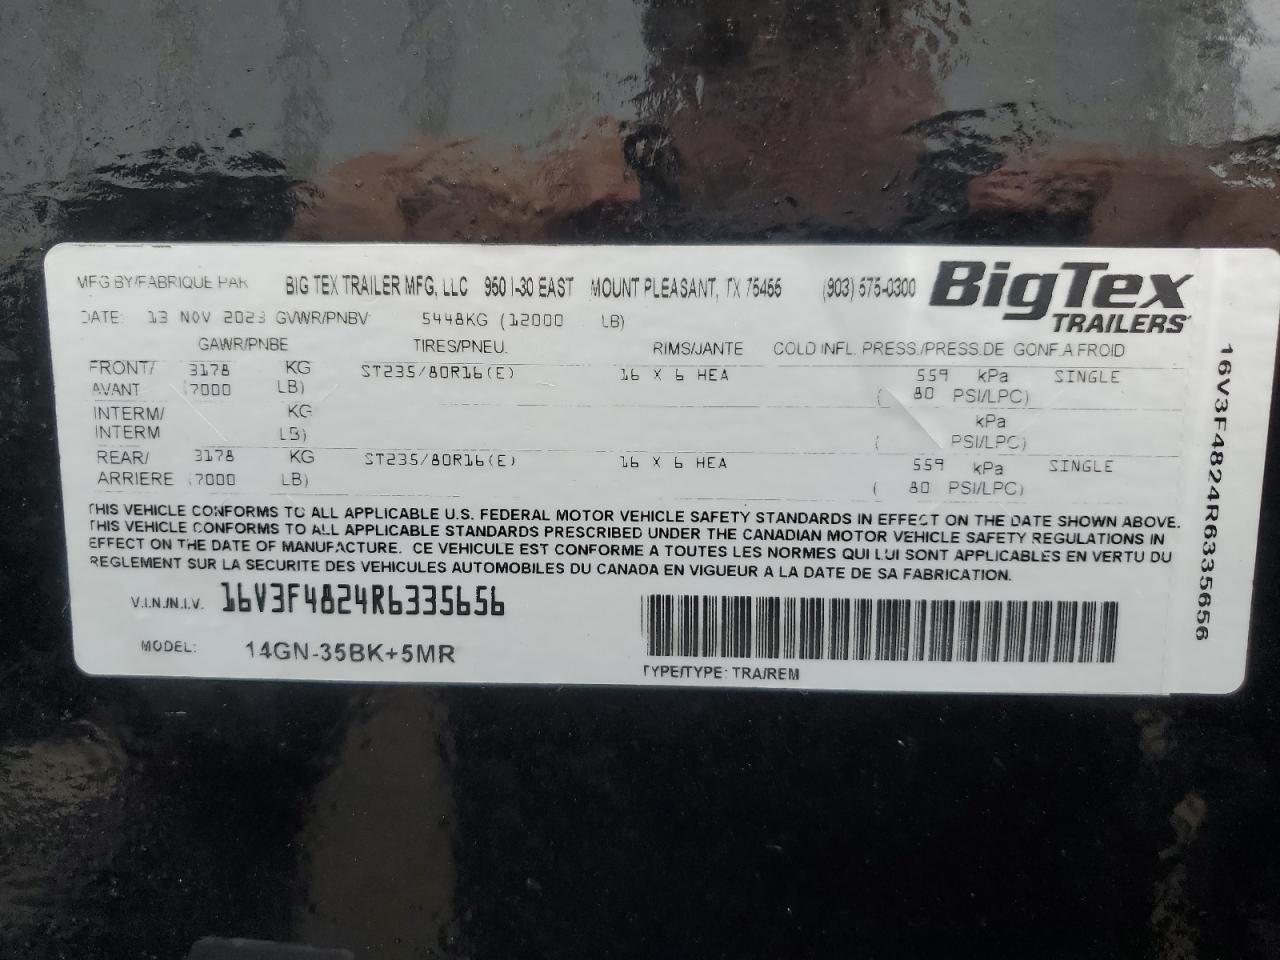 MFG BY/FABRIQUE PAR BIG TEX TRAILER MFG, LLC 950 I-30 EAST MOUNT PLEASANT, TX 75455 (903) 575-0300 BigTex
TRAILERS
DATE: 13 NOV 2023 GVWR/PNBV 5448KG (12000 LB)
GAWR/PNBE TIRES/PNEU. RIMS/JANTE COLD INFL. PRESS./PRESS.DE GONF.A FROID
FRONT/ 3178 KG ST235/80R16(E) 16 X 6 HEA 559 kPa SINGLE
AVANT (7000 LB) ( 80 PSI/LPC)
INTERM/ KG kPa
INTERM LB) ( PSI/LPC)
REAR/ 3178 KG ST235/80R16(E) 16 X 6 HEA 559 kPa SINGLE
ARRIERE (7000 LB) ( 80 PSI/LPC)
THIS VEHICLE CONFORMS TO ALL APPLICABLE U.S. FEDERAL MOTOR VEHICLE SAFETY STANDARDS IN EFFECT ON THE DATE SHOWN ABOVE.
THIS VEHICLE CONFORMS TO ALL APPLICABLE STANDARDS PRESCRIBED UNDER THE CANADIAN MOTOR VEHICLE SAFETY REGULATIONS IN
EFFECT ON THE DATE OF MANUFACTURE. CE VEHICULE EST CONFORME A TOUTES LES NORMES QUI LUI SONT APPLICABLES EN VERTU DU
REGLEMENT SUR LA SECURITE DES VEHICULES AUTOMOBILES DU CANADA EN VIGUEUR A LA DATE DE SA FABRICATION.
V.I.N./N.I.V. 16V3F4824R6335656
MODEL: 14GN-35BK+5MR
TYPE/TYPE: TRA/REM
16V3F4824R6335656